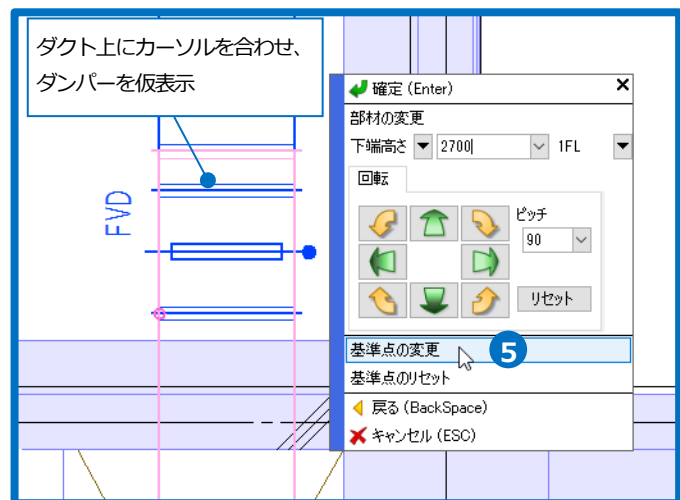 ダクト上にカーソルを合わせ、
ダンパーを仮表示
FVD
確定 (Enter) ×
部材の変更
下端高さ 2700 1FL
回転
ピッチ
90
リセット
基準点の変更 5
基準点のリセット
戻る (BackSpace)
キャンセル (ESC)